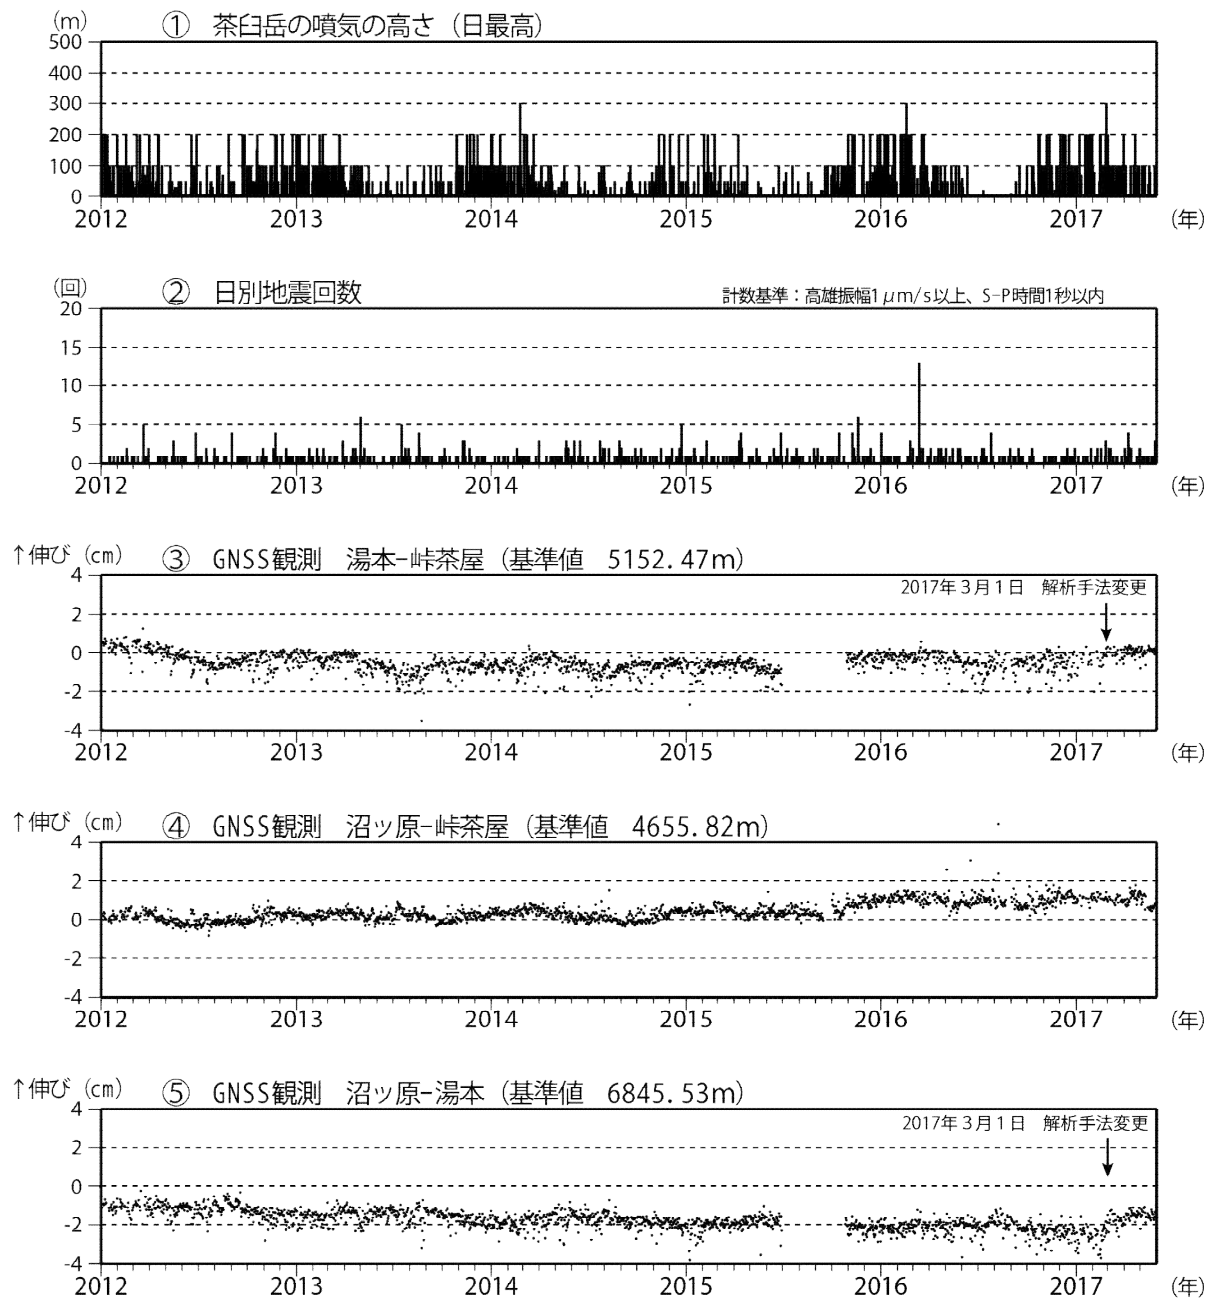 (m) ① 茶臼岳の噴気の高さ (日最高)
500
400
300
200
100
0
2012 2013 2014 2015 2016 2017 (年)
(回) ② 日別地震回数 計数基準:高雄振幅1μm/s以上、S-P時間1秒以内
20
15
10
5
0
2012 2013 2014 2015 2016 2017 (年)
↑伸び (cm) ③ GNSS観測 湯本-峠茶屋 (基準値 5152.47m)
4
2017年3月1日 解析手法変更
2
0
-2
-4
2012 2013 2014 2015 2016 2017 (年)
↑伸び (cm) ④ GNSS観測 沼ッ原-峠茶屋 (基準値 4655.82m)
4
2
0
-2
-4
2012 2013 2014 2015 2016 2017 (年)
↑伸び (cm) ⑤ GNSS観測 沼ッ原-湯本 (基準値 6845.53m)
4
2017年3月1日 解析手法変更
2
0
-2
-4
2012 2013 2014 2015 2016 2017 (年)